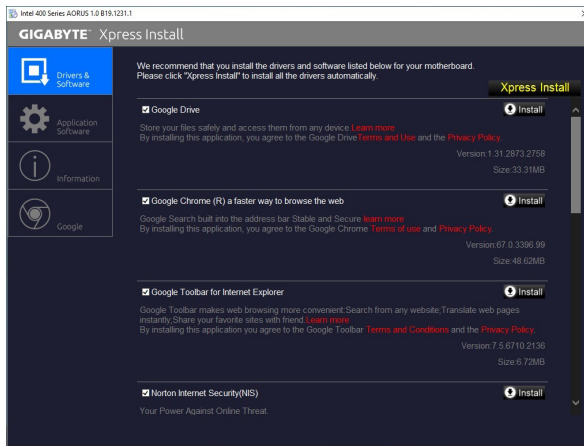 Intel 400 Series AORUS 1.0 B19.1231.1
GIGABYTE™ Xpress Install
Drivers &
Software
Application
Software
Information
Google
We recommend that you install the drivers and software listed below for your motherboard.
Please click "Xpress Install" to install all the drivers automatically.
Xpress Install
Google Drive
Install
Store your files safely and access them from any device.Learn more
By installing this application, you agree to the Google DriveTerms and Use and the Privacy Policy.
Version:1.31.2873.2758
Size:33.31MB
Google Chrome (R) a faster way to browse the web
Install
Google Search built into the address bar Stable and Secure learn more
By installing this application, you agree to the Google Chrome Terms of use and Privacy Policy.
Version:67.0.3396.99
Size:48.62MB
Google Toolbar for Internet Explorer
Install
Google Toolbar makes web browsing more convenient:Search from any website;Translate web pages
instantly;Share your favorite sites with friend.Learn more
By installing this application you agree to the Google Toolbar Terms and Conditions and the Privacy Policy.
Version:7.5.6710.2136
Size:6.72MB
Norton Internet Security(NIS)
Install
Your Power Against Online Threat.